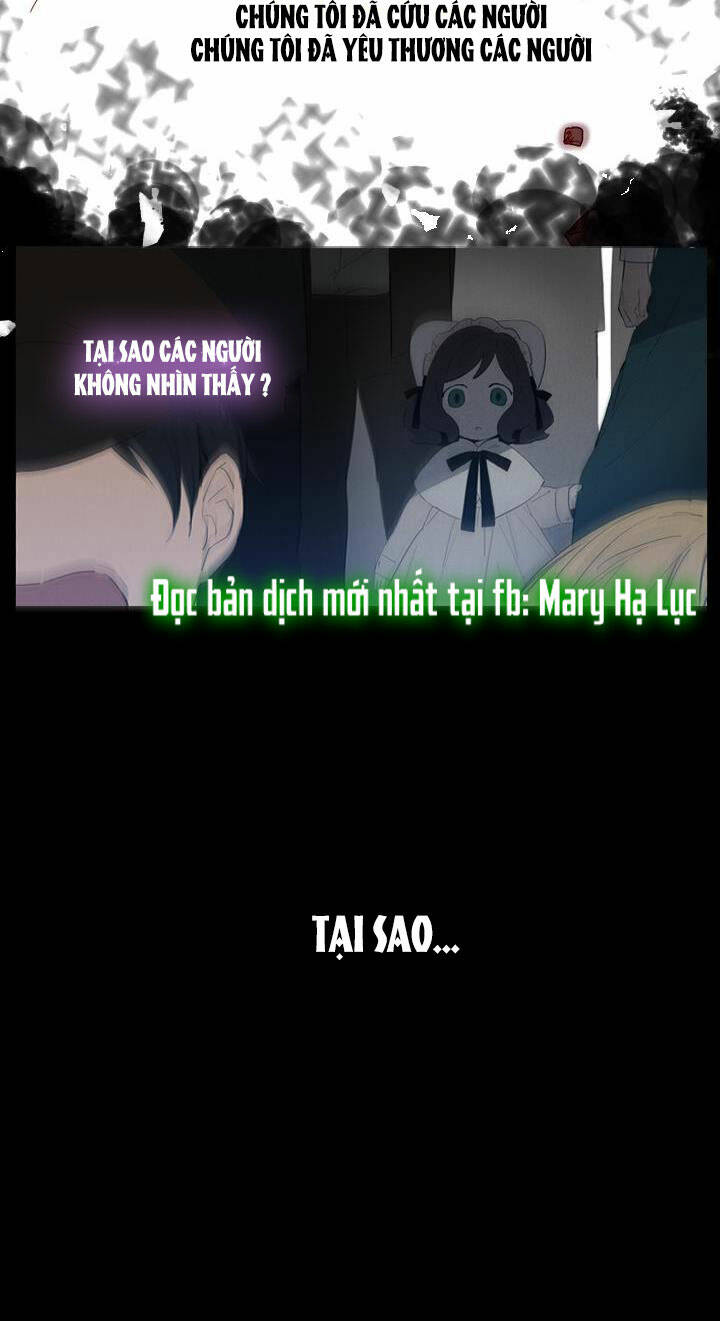 CHÚNG TÔI ĐÃ CỨU CÁC NGƯỜI
CHÚNG TÔI ĐÃ YÊU THƯƠNG CÁC NGƯỜI
TẠI SAO CÁC NGƯỜI
KHÔNG NHÌN THẤY ?
Đọc bản dịch mới nhất tại fb: Mary Hạ Lục
TẠI SAO...